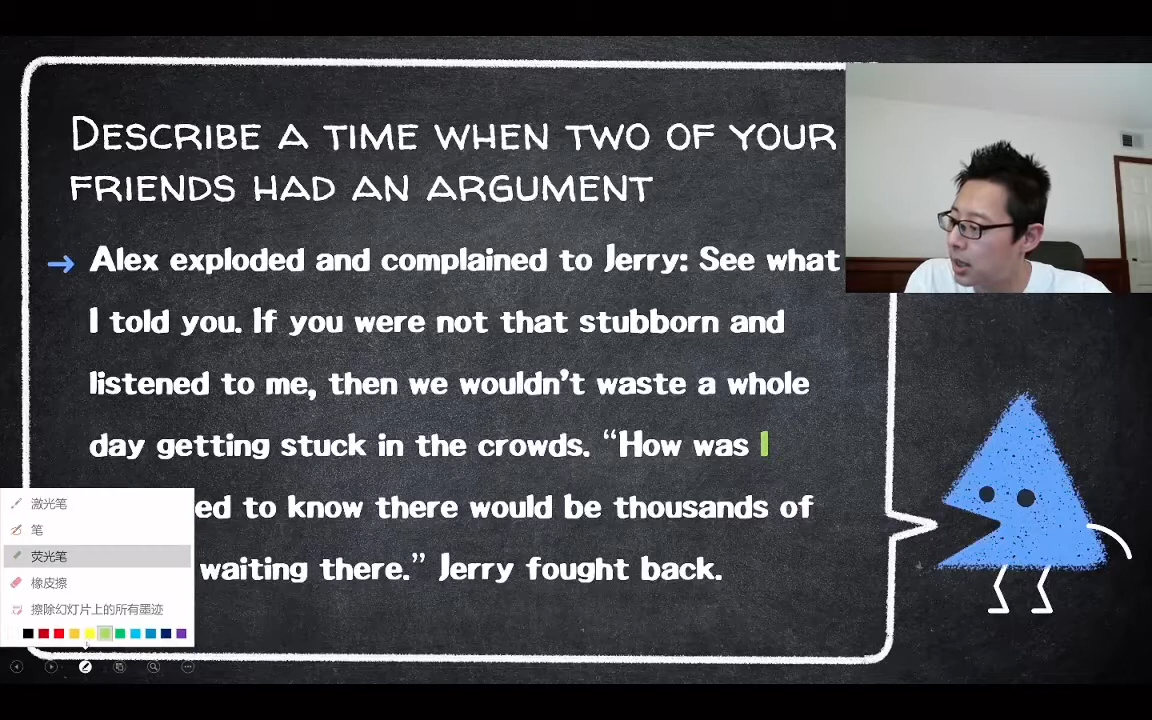 DESCRIBE A TIME WHEN TWO OF YOUR
FRIENDS HAD AN ARGUMENT
→ Alex exploded and complained to Jerry: See what
I told you. If you were not that stubborn and
listened to me, then we wouldn't waste a whole
day getting stuck in the crowds. “How was I
ed to know there would be thousands of
waiting there.” Jerry fought back.
激光笔
笔
荧光笔
橡皮擦
擦除幻灯片上的所有墨迹